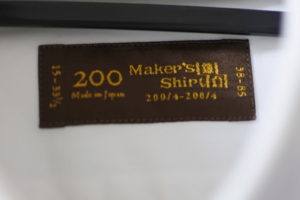 15-33½
200
Made in Japan
Maker's
Shirt
200/4-200/4
38-85